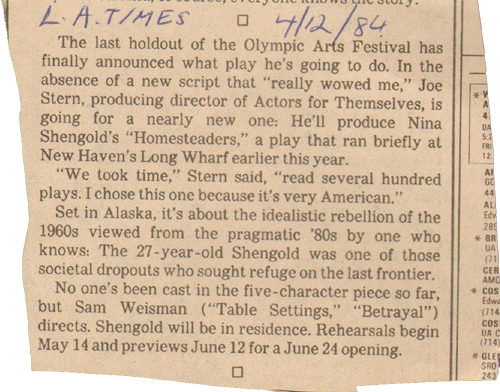 L.A. TIMES 4/12/84
The last holdout of the Olympic Arts Festival has
finally announced what play he's going to do. In the
absence of a new script that "really wowed me," Joe
Stern, producing director of Actors for Themselves, is
going for a nearly new one: He'll produce Nina
Shengold's "Homesteaders," a play that ran briefly at
New Haven's Long Wharf earlier this year.
"We took time," Stern said, "read several hundred
plays. I chose this one because it's very American."
Set in Alaska, it's about the idealistic rebellion of the
1960s viewed from the pragmatic '80s by one who
knows: The 27-year-old Shengold was one of those
societal dropouts who sought refuge on the last frontier.
No one's been cast in the five-character piece so far,
but Sam Weisman ("Table Settings," "Betrayal")
directs. Shengold will be in residence. Rehearsals begin
May 14 and previews June 12 for a June 24 opening.